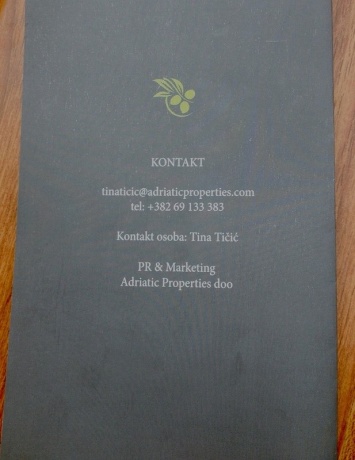 KONTAKT
tinaticic@adriaticproperties.com
tel: +382 69 133 383
Kontakt osoba: Tina Tičić
PR & Marketing
Adriatic Properties doo